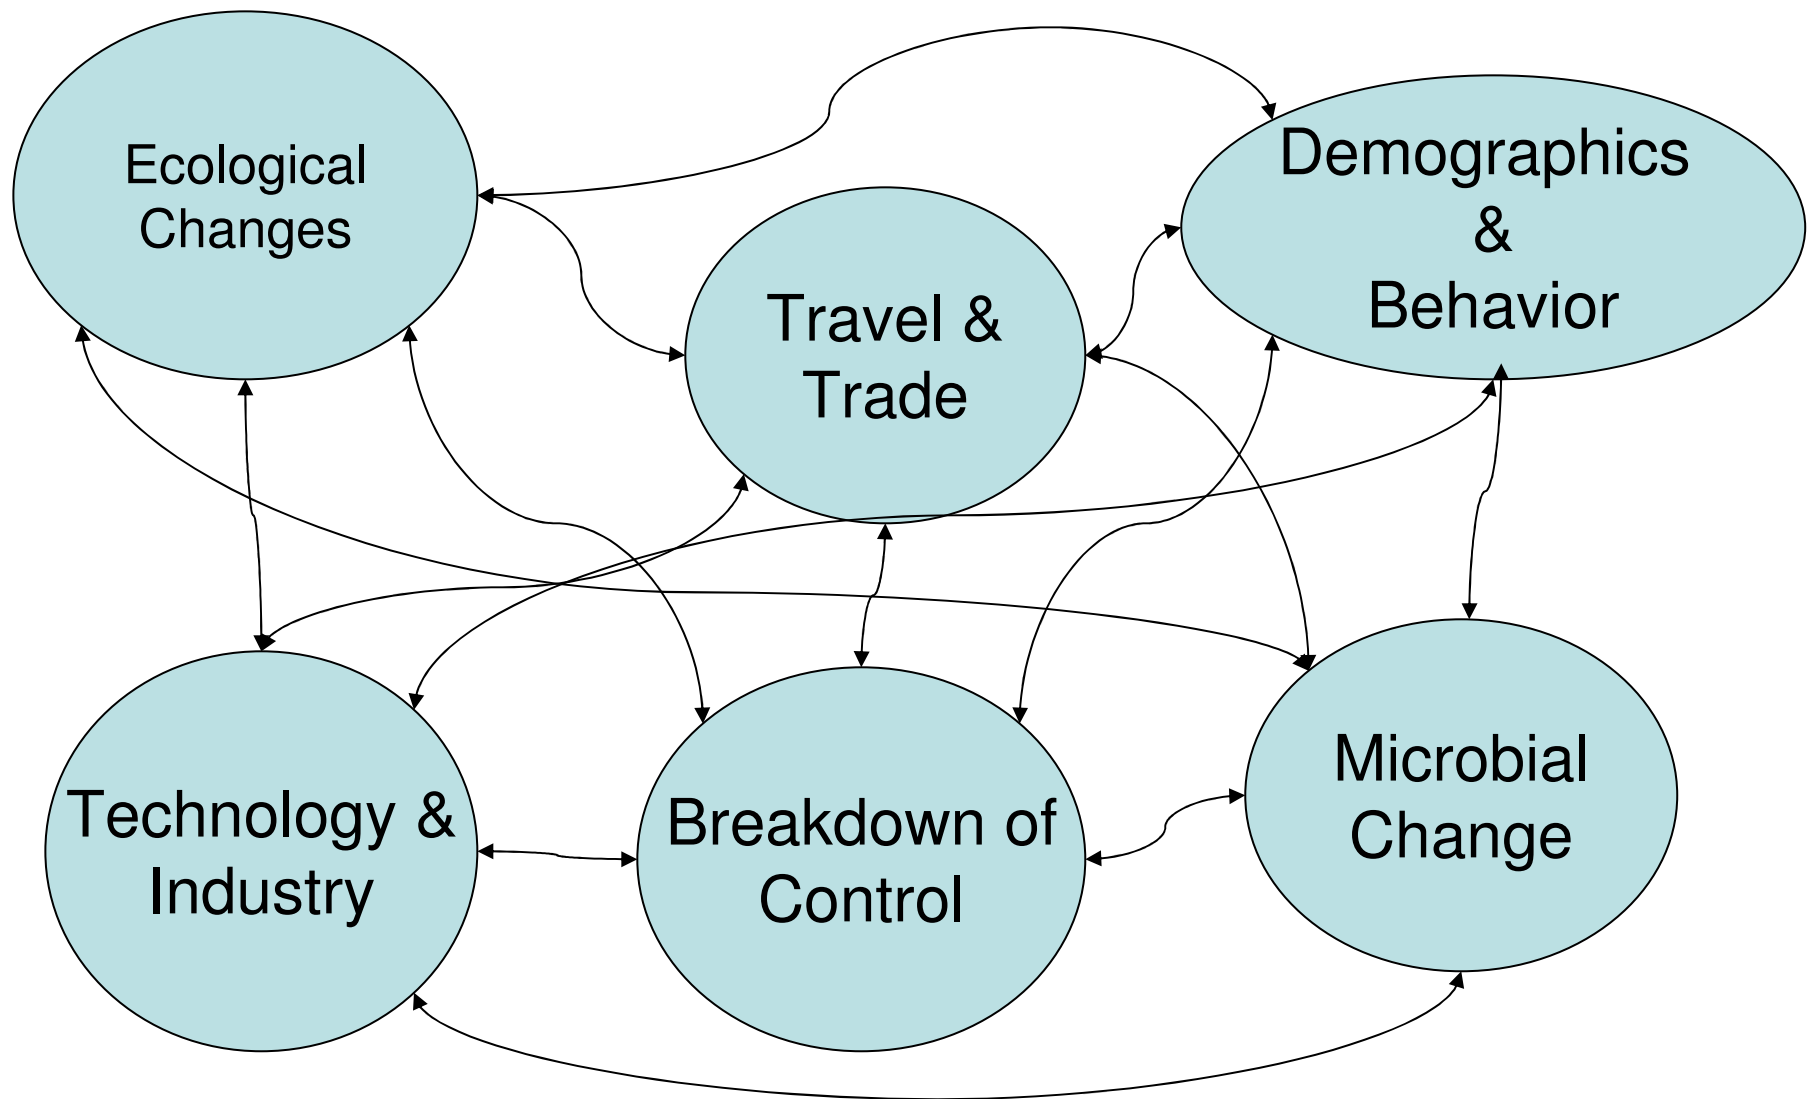 Ecological
Changes
Demographics
&
Behavior
Travel &
Trade
Technology &
Industry
Breakdown of
Control
Microbial
Change